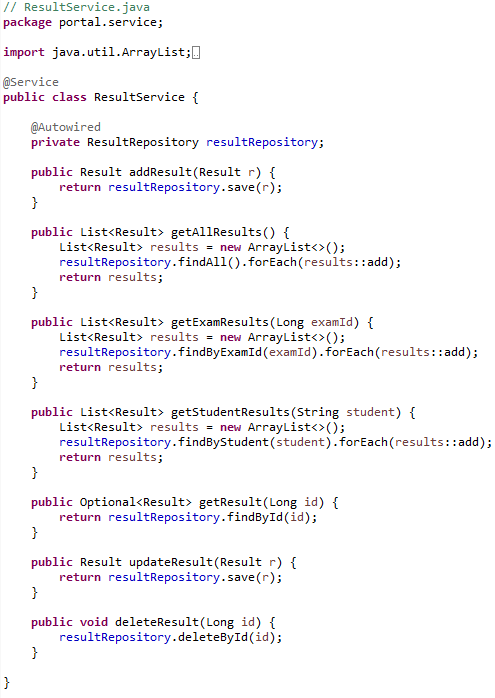 // ResultService.java
package portal.service;

import java.util.ArrayList;

@Service
public class ResultService {

    @Autowired
    private ResultRepository resultRepository;

    public Result addResult(Result r) {
        return resultRepository.save(r);
    }

    public List<Result> getAllResults() {
        List<Result> results = new ArrayList<>();
        resultRepository.findAll().forEach(results::add);
        return results;
    }

    public List<Result> getExamResults(Long examId) {
        List<Result> results = new ArrayList<>();
        resultRepository.findByExamId(examId).forEach(results::add);
        return results;
    }

    public List<Result> getStudentResults(String student) {
        List<Result> results = new ArrayList<>();
        resultRepository.findByStudent(student).forEach(results::add);
        return results;
    }

    public Optional<Result> getResult(Long id) {
        return resultRepository.findById(id);
    }

    public Result updateResult(Result r) {
        return resultRepository.save(r);
    }

    public void deleteResult(Long id) {
        resultRepository.deleteById(id);
    }

}